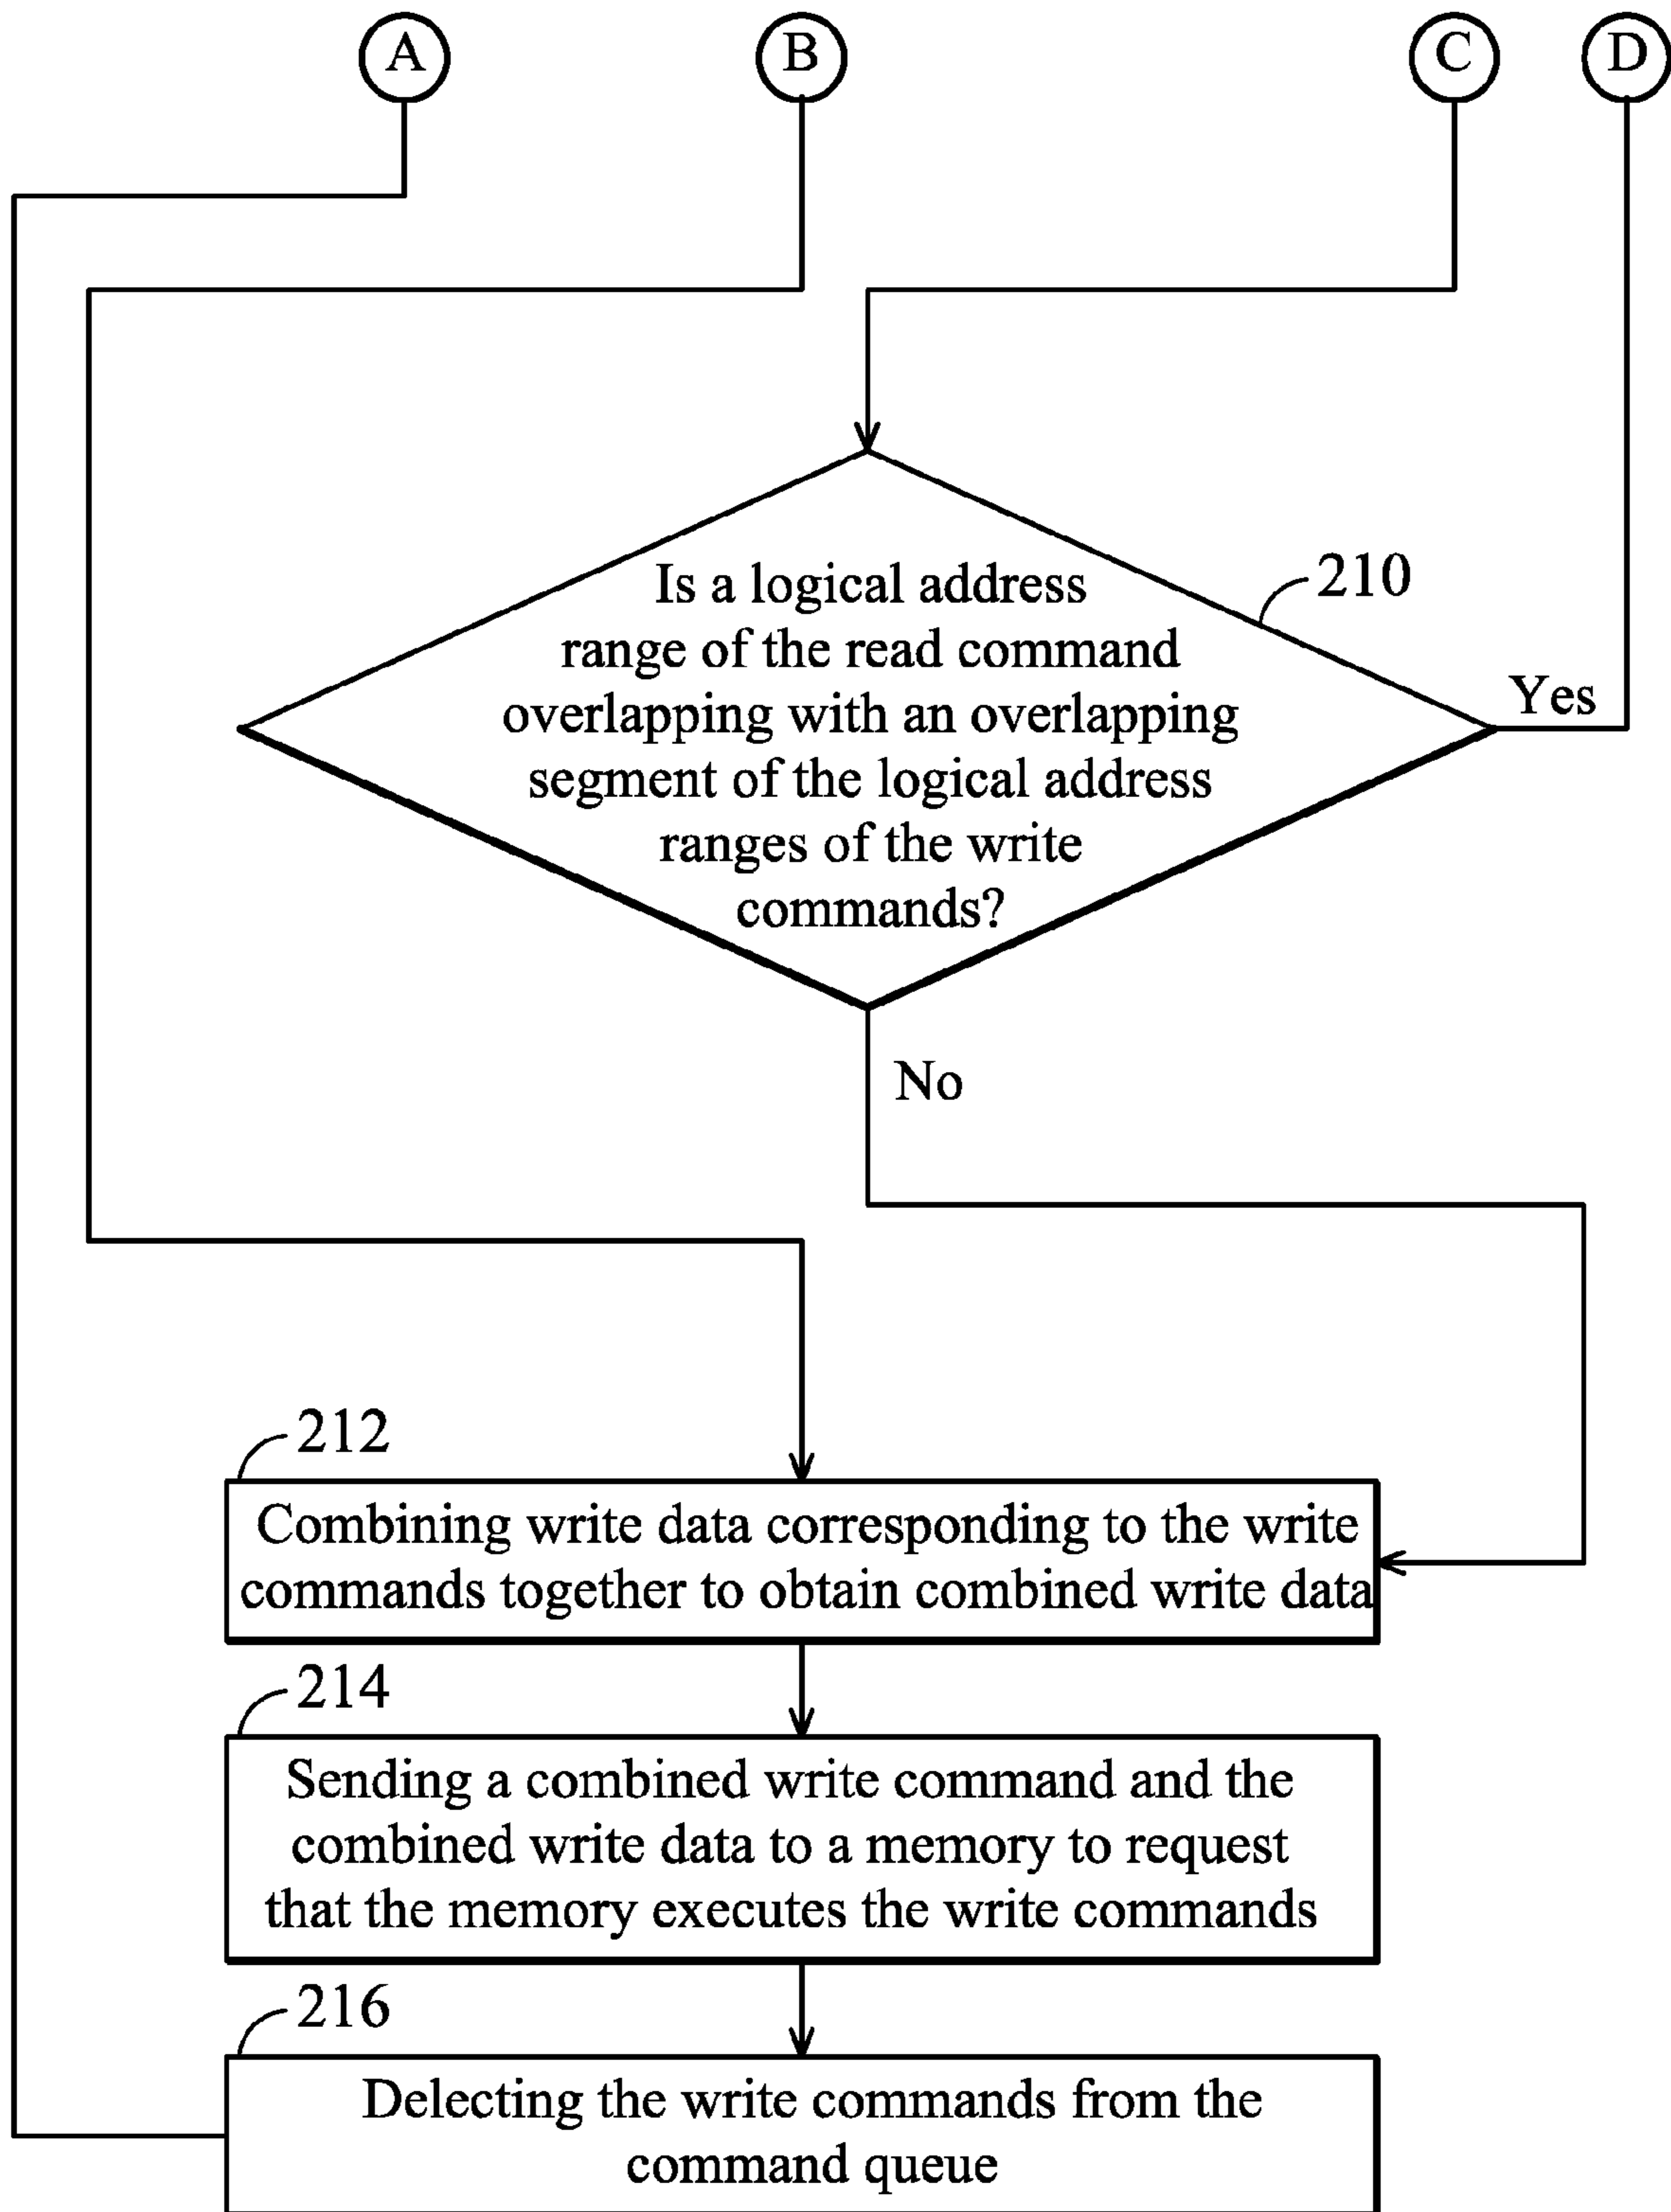 A
B
C
D
Is a logical address
210
range of the read command
overlapping with an overlapping
Yes
segment of the logical address
ranges of the write
commands?
No
212
Combining write data corresponding to the write
commands together to obtain combined write data
214
Sending a combined write command and the
combined write data to a memory to request
that the memory executes the write commands
216
Delecting the write commands from the
command queue